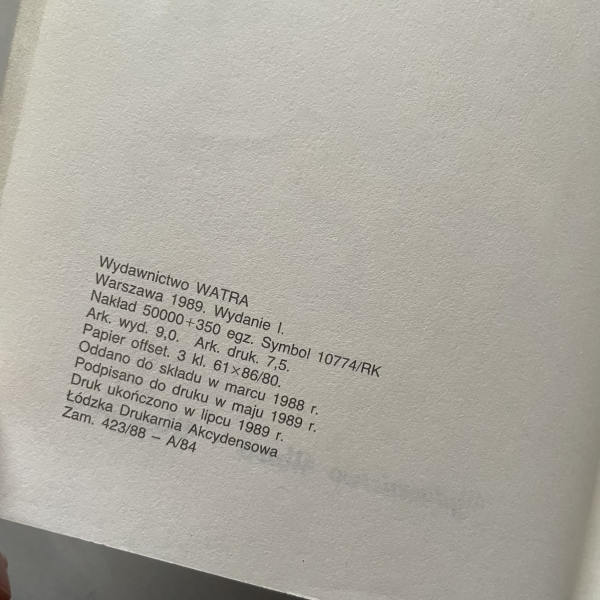 Wydawnictwo WATRA
Warszawa 1989. Wydanie I.
Nakład 50000+350 egz. Symbol 10774/RK
Ark. wyd. 9,0. Ark. druk. 7,5.
Papier offset. 3 kl. 61×86/80.
Oddano do składu w marcu 1988 r.
Podpisano do druku w maju 1989 r.
Druk ukończono w lipcu 1989 r.
Łódzka Drukarnia Akcydensowa
Zam. 423/88 – A/84